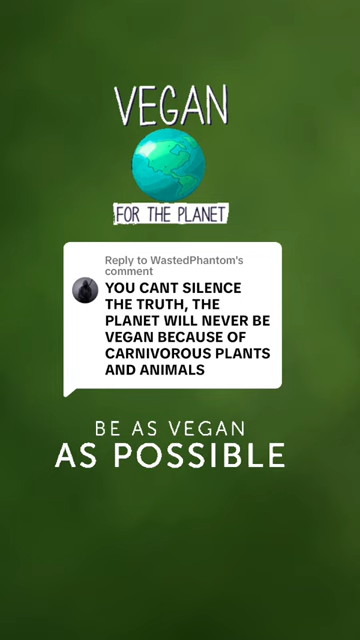 VEGAN
FOR THE PLANET
Reply to WastedPhantom's
comment
YOU CANT SILENCE
THE TRUTH, THE
PLANET WILL NEVER BE
VEGAN BECAUSE OF
CARNIVOROUS PLANTS
AND ANIMALS
BE AS VEGAN
AS POSSIBLE